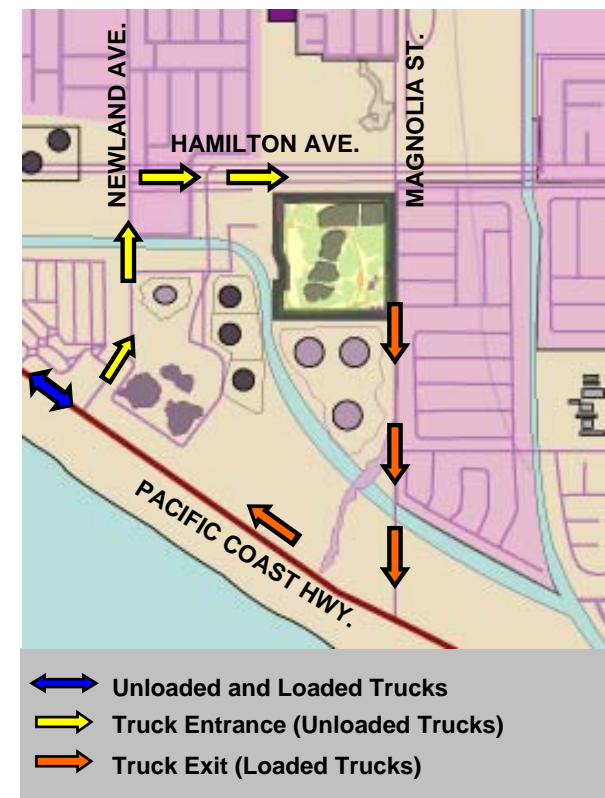 NEWLAND AVE.
HAMILTON AVE.
MAGNOLIA ST.
PACIFIC COAST HWY.
Unloaded and Loaded Trucks
Truck Entrance (Unloaded Trucks)
Truck Exit (Loaded Trucks)